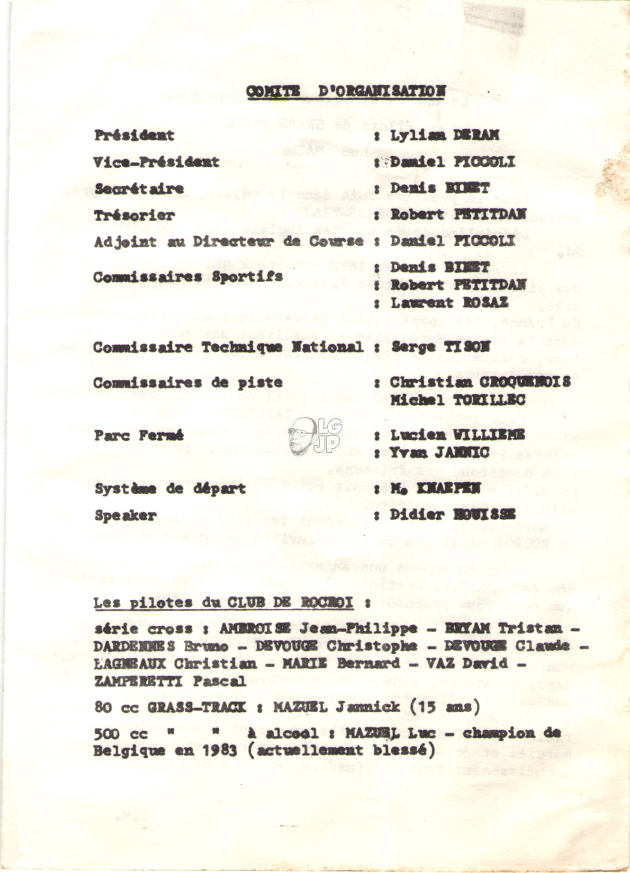 COMITE D'ORGANISATION
Président : Lylian DERAM
Vice-Président : Daniel PICCOLI
Secrétaire : Denis BINET
Trésorier : Robert PETITDAN
Adjoint au Directeur de Course : Daniel PICCOLI
Commissaires Sportifs : Denis BINET
: Robert PETITDAN
: Laurent ROSAZ
Commissaire Technique National : Serge TISON
Commissaires de piste : Christian CROQUENOIS
Michel TORILLEC
LG
JP
Parc Fermé : Lucien WILLIEME
: Yvan JANNIC
Système de départ : M. KNAEPEN
Speaker : Didier HOUISSE
Les pilotes du CLUB DE ROCROI :
série cross : AMBROISE Jean-Philippe - BRYAM Tristan -
DARDENNES Bruno - DEVOUGE Christophe - DEVOUGE Claude -
LAGNEAUX Christian - MARIE Bernard - VAZ David -
ZAMPERETTI Pascal
80 cc GRASS-TRACK : MAZUEL Jannick (15 ans)
500 cc " " à alcool : MAZUEL Luc - champion de
Belgique en 1983 (actuellement blessé)